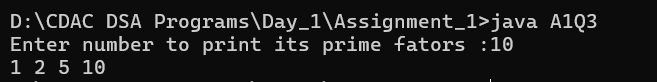 D:\CDAC DSA Programs\Day_1\Assignment_1>java A1Q3
Enter number to print its prime fators :10
1 2 5 10